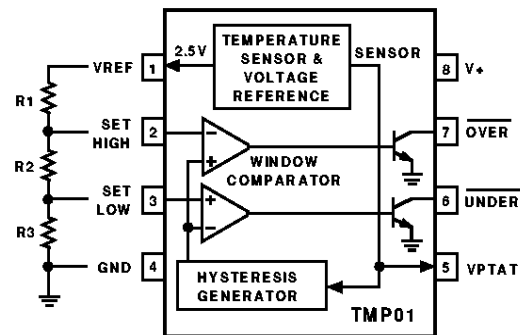 2.5V
TEMPERATURE
SENSOR &
VOLTAGE
REFERENCE
SENSOR
VREF
1
8
V+
R1
SET
HIGH
2
7
OVER
WINDOW
COMPARATOR
R2
SET
LOW
3
6
UNDER
R3
GND
4
HYSTERESIS
GENERATOR
5
VPTAT
TMP01